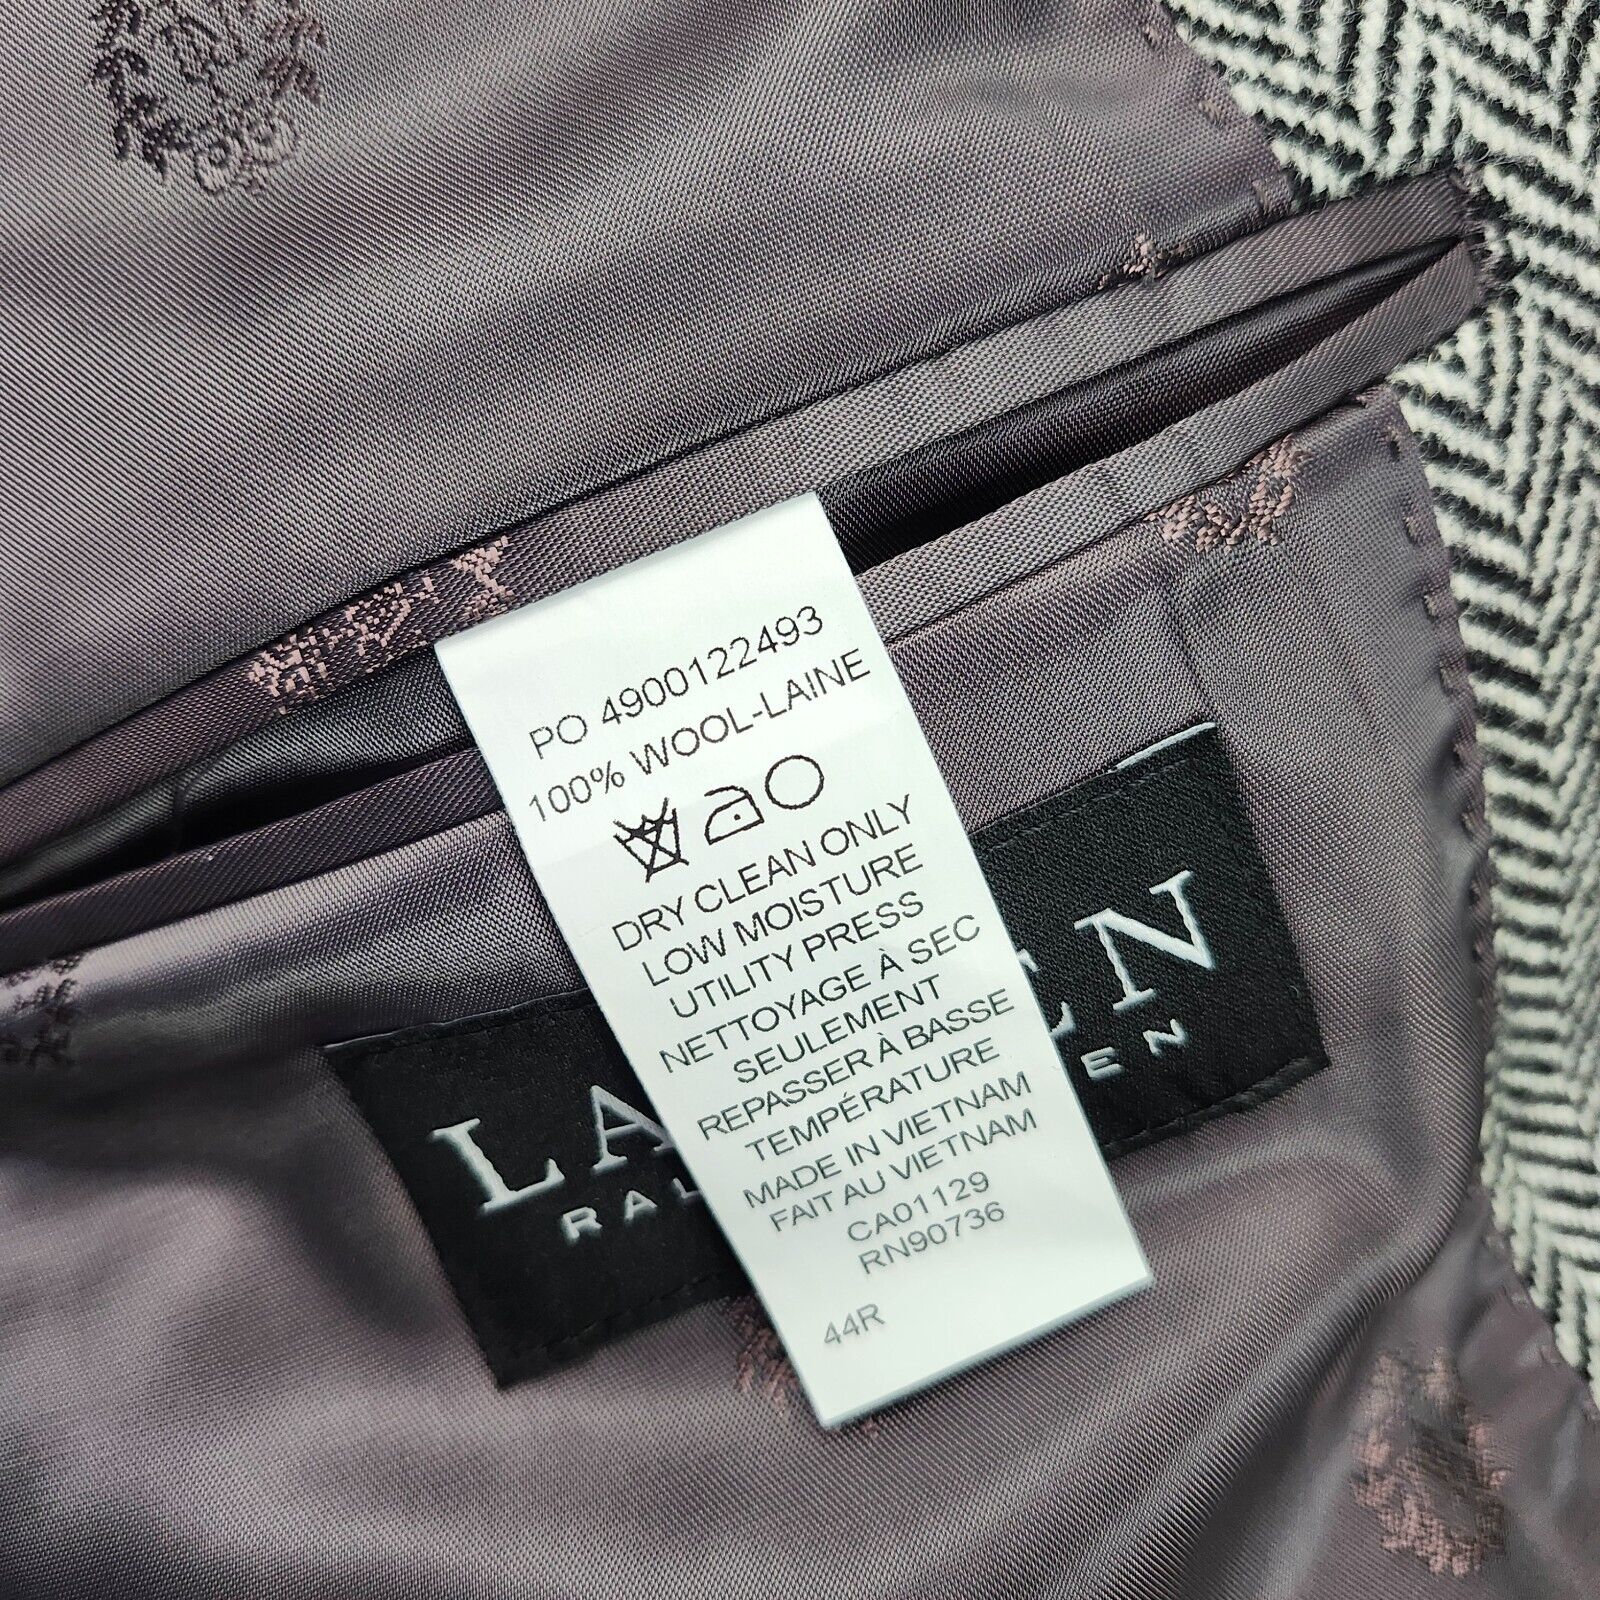 PO 4900122493
100% WOOL-LAINE
DRY CLEAN ONLY
LOW MOISTURE
UTILITY PRESS
NETTOYAGE À SEC
SEULEMENT
REPASSER À BASSE
TEMPÉRATURE
MADE IN VIETNAM
FAIT AU VIETNAM
CA01129
RN90736
44R